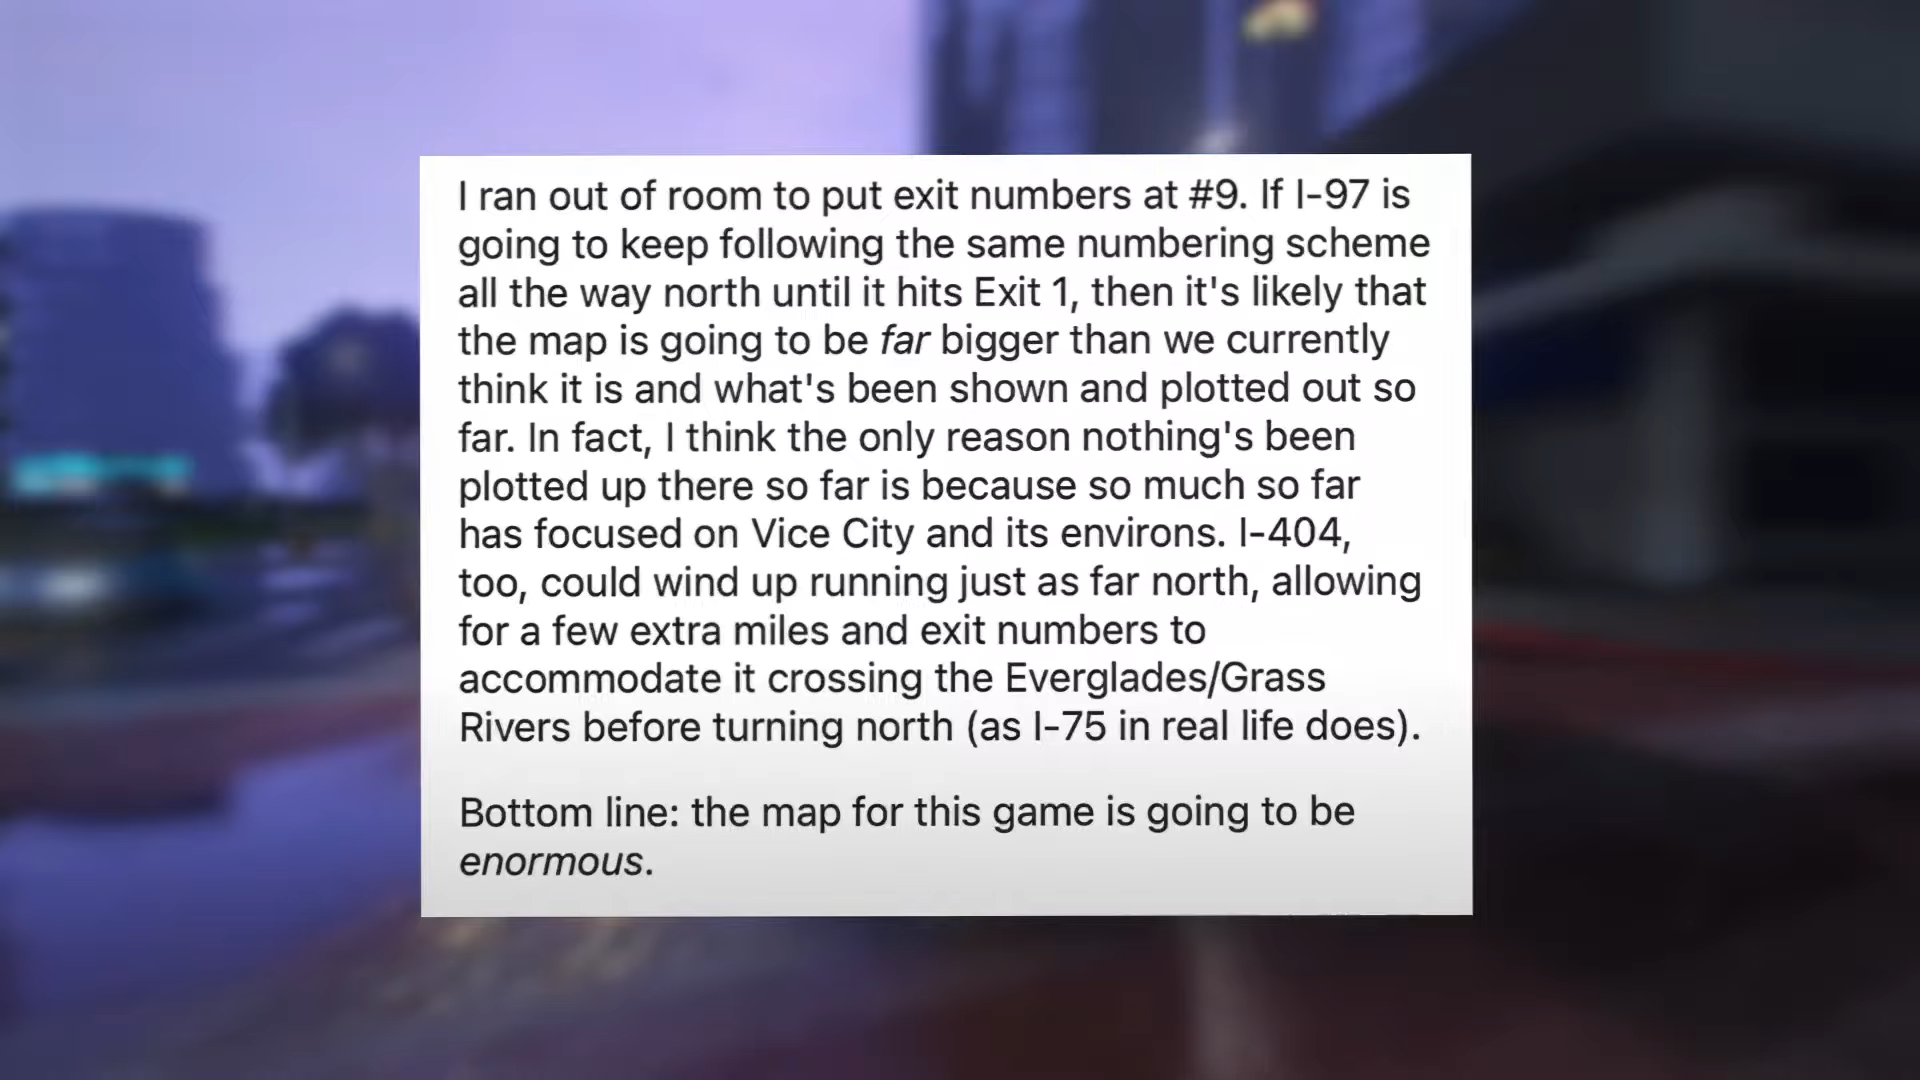 I ran out of room to put exit numbers at #9. If I-97 is
going to keep following the same numbering scheme
all the way north until it hits Exit 1, then it's likely that
the map is going to be far bigger than we currently
think it is and what's been shown and plotted out so
far. In fact, I think the only reason nothing's been
plotted up there so far is because so much so far
has focused on Vice City and its environs. I-404,
too, could wind up running just as far north, allowing
for a few extra miles and exit numbers to
accommodate it crossing the Everglades/Grass
Rivers before turning north (as I-75 in real life does).
Bottom line: the map for this game is going to be
enormous.